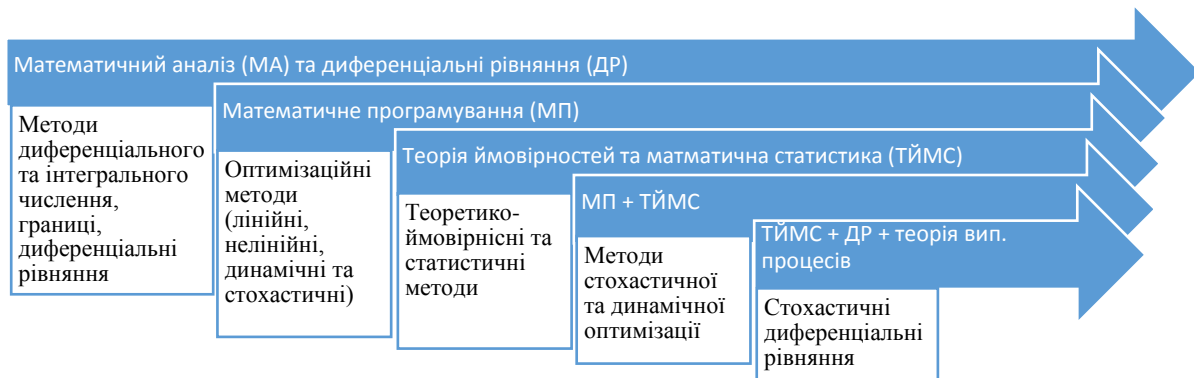 Математичний аналіз (МА) та диференціальні рівняння (ДР)
Методи
диференціального
та інтегрального
числення,
границі,
диференціальні
рівняння
Математичне програмування (МП)
Оптимізаційні
методи
(лінійні,
нелінійні,
динамічні та
стохастичні)
Теорія ймовірностей та матматична статистика (ТЙМС)
Теоретико-
ймовірнісні та
статистичні
методи
МП + ТЙМС
Методи
стохастичної
та динамічної
оптимізації
ТЙМС + ДР + теорія вип.
процесів
Стохастичні
диференціальні
рівняння